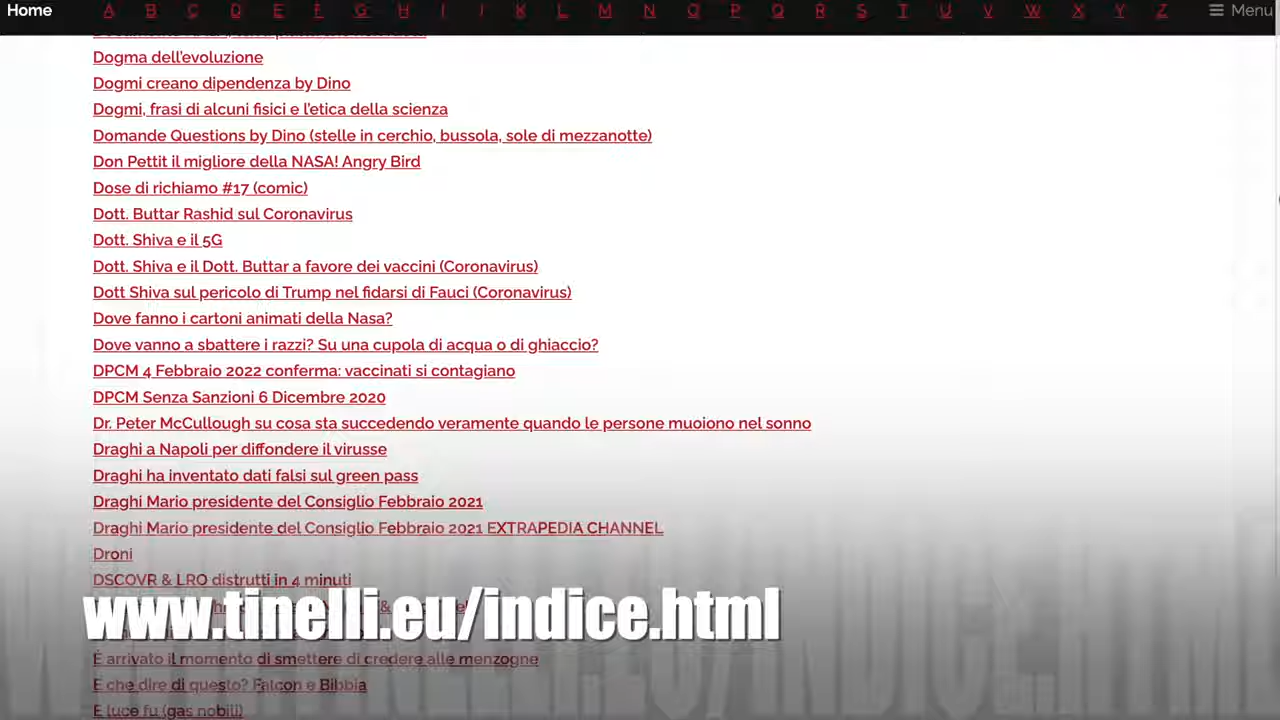 Home A B C D E F G H I J K L M N O P Q R S T U V W X Y Z Menu
Dogma dell'evoluzione
Dogmi creano dipendenza by Dino
Dogmi, frasi di alcuni fisici e l'etica della scienza
Domande Questions by Dino (stelle in cerchio, bussola, sole di mezzanotte)
Don Pettit il migliore della NASA! Angry Bird
Dose di richiamo #17 (comic)
Dott. Buttar Rashid sul Coronavirus
Dott. Shiva e il 5G
Dott. Shiva e il Dott. Buttar a favore dei vaccini (Coronavirus)
Dott Shiva sul pericolo di Trump nel fidarsi di Fauci (Coronavirus)
Dove fanno i cartoni animati della Nasa?
Dove vanno a sbattere i razzi? Su una cupola di acqua o di ghiaccio?
DPCM 4 Febbraio 2022 conferma: vaccinati si contagiano
DPCM Senza Sanzioni 6 Dicembre 2020
Dr. Peter McCullough su cosa sta succedendo veramente quando le persone muoiono nel sonno
Draghi a Napoli per diffondere il virusse
Draghi ha inventato dati falsi sul green pass
Draghi Mario presidente del Consiglio Febbraio 2021
Draghi Mario presidente del Consiglio Febbraio 2021 EXTRAPEDIA CHANNEL
Droni
DSCOVR & LRO distrutti in 4 minuti
www.tinelli.eu/indice.html
È arrivato il momento di smettere di credere alle menzogne
E che dire di questo? Falcon e Bibbia
E luce fu (gas nobili)